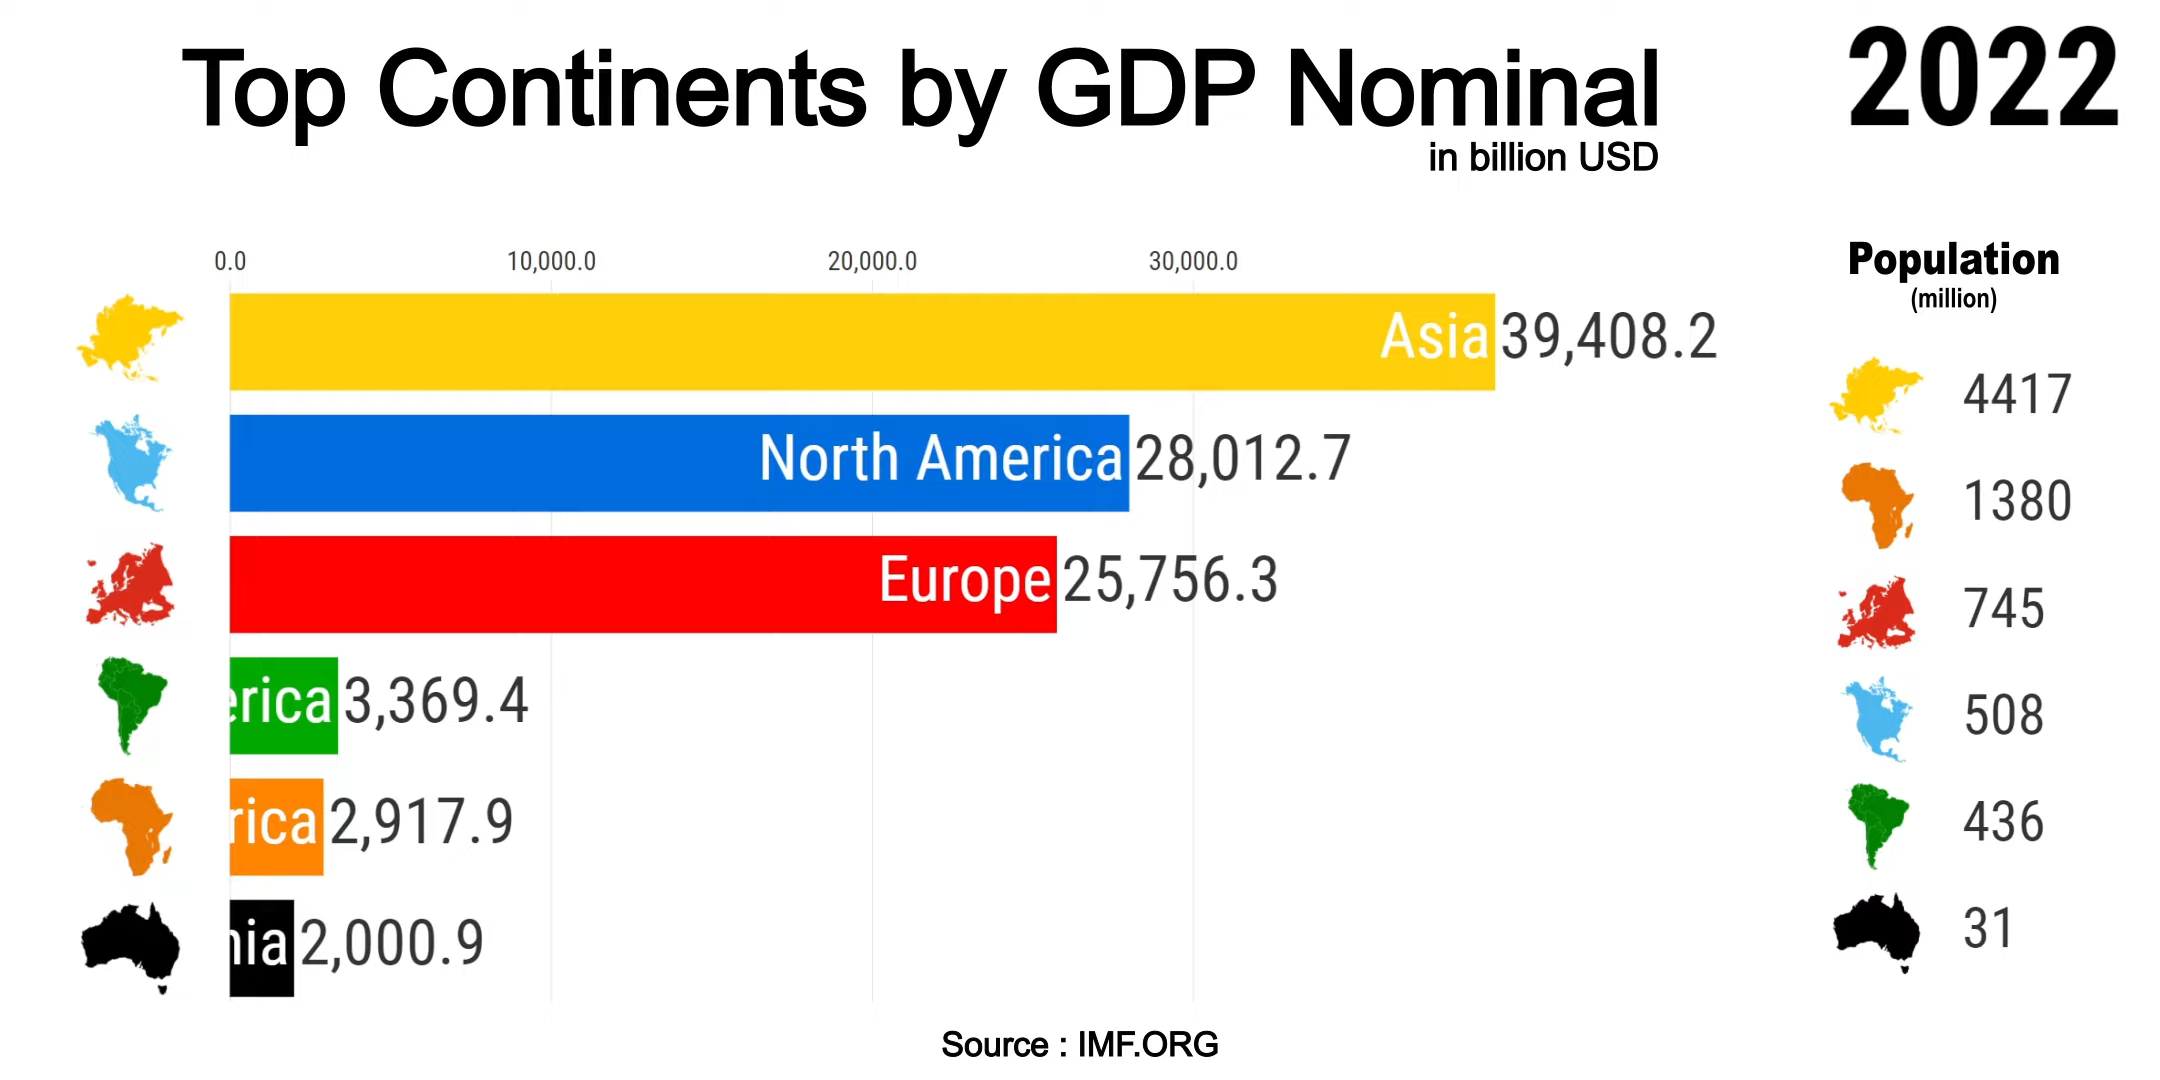 Top Continents by GDP Nominal
2022
in billion USD
0.0 10,000.0 20,000.0 30,000.0
Asia 39,408.2
North America 28,012.7
Europe 25,756.3
erica 3,369.4
rica 2,917.9
nia 2,000.9
Population
(million)
4417
1380
745
508
436
31
Source : IMF.ORG